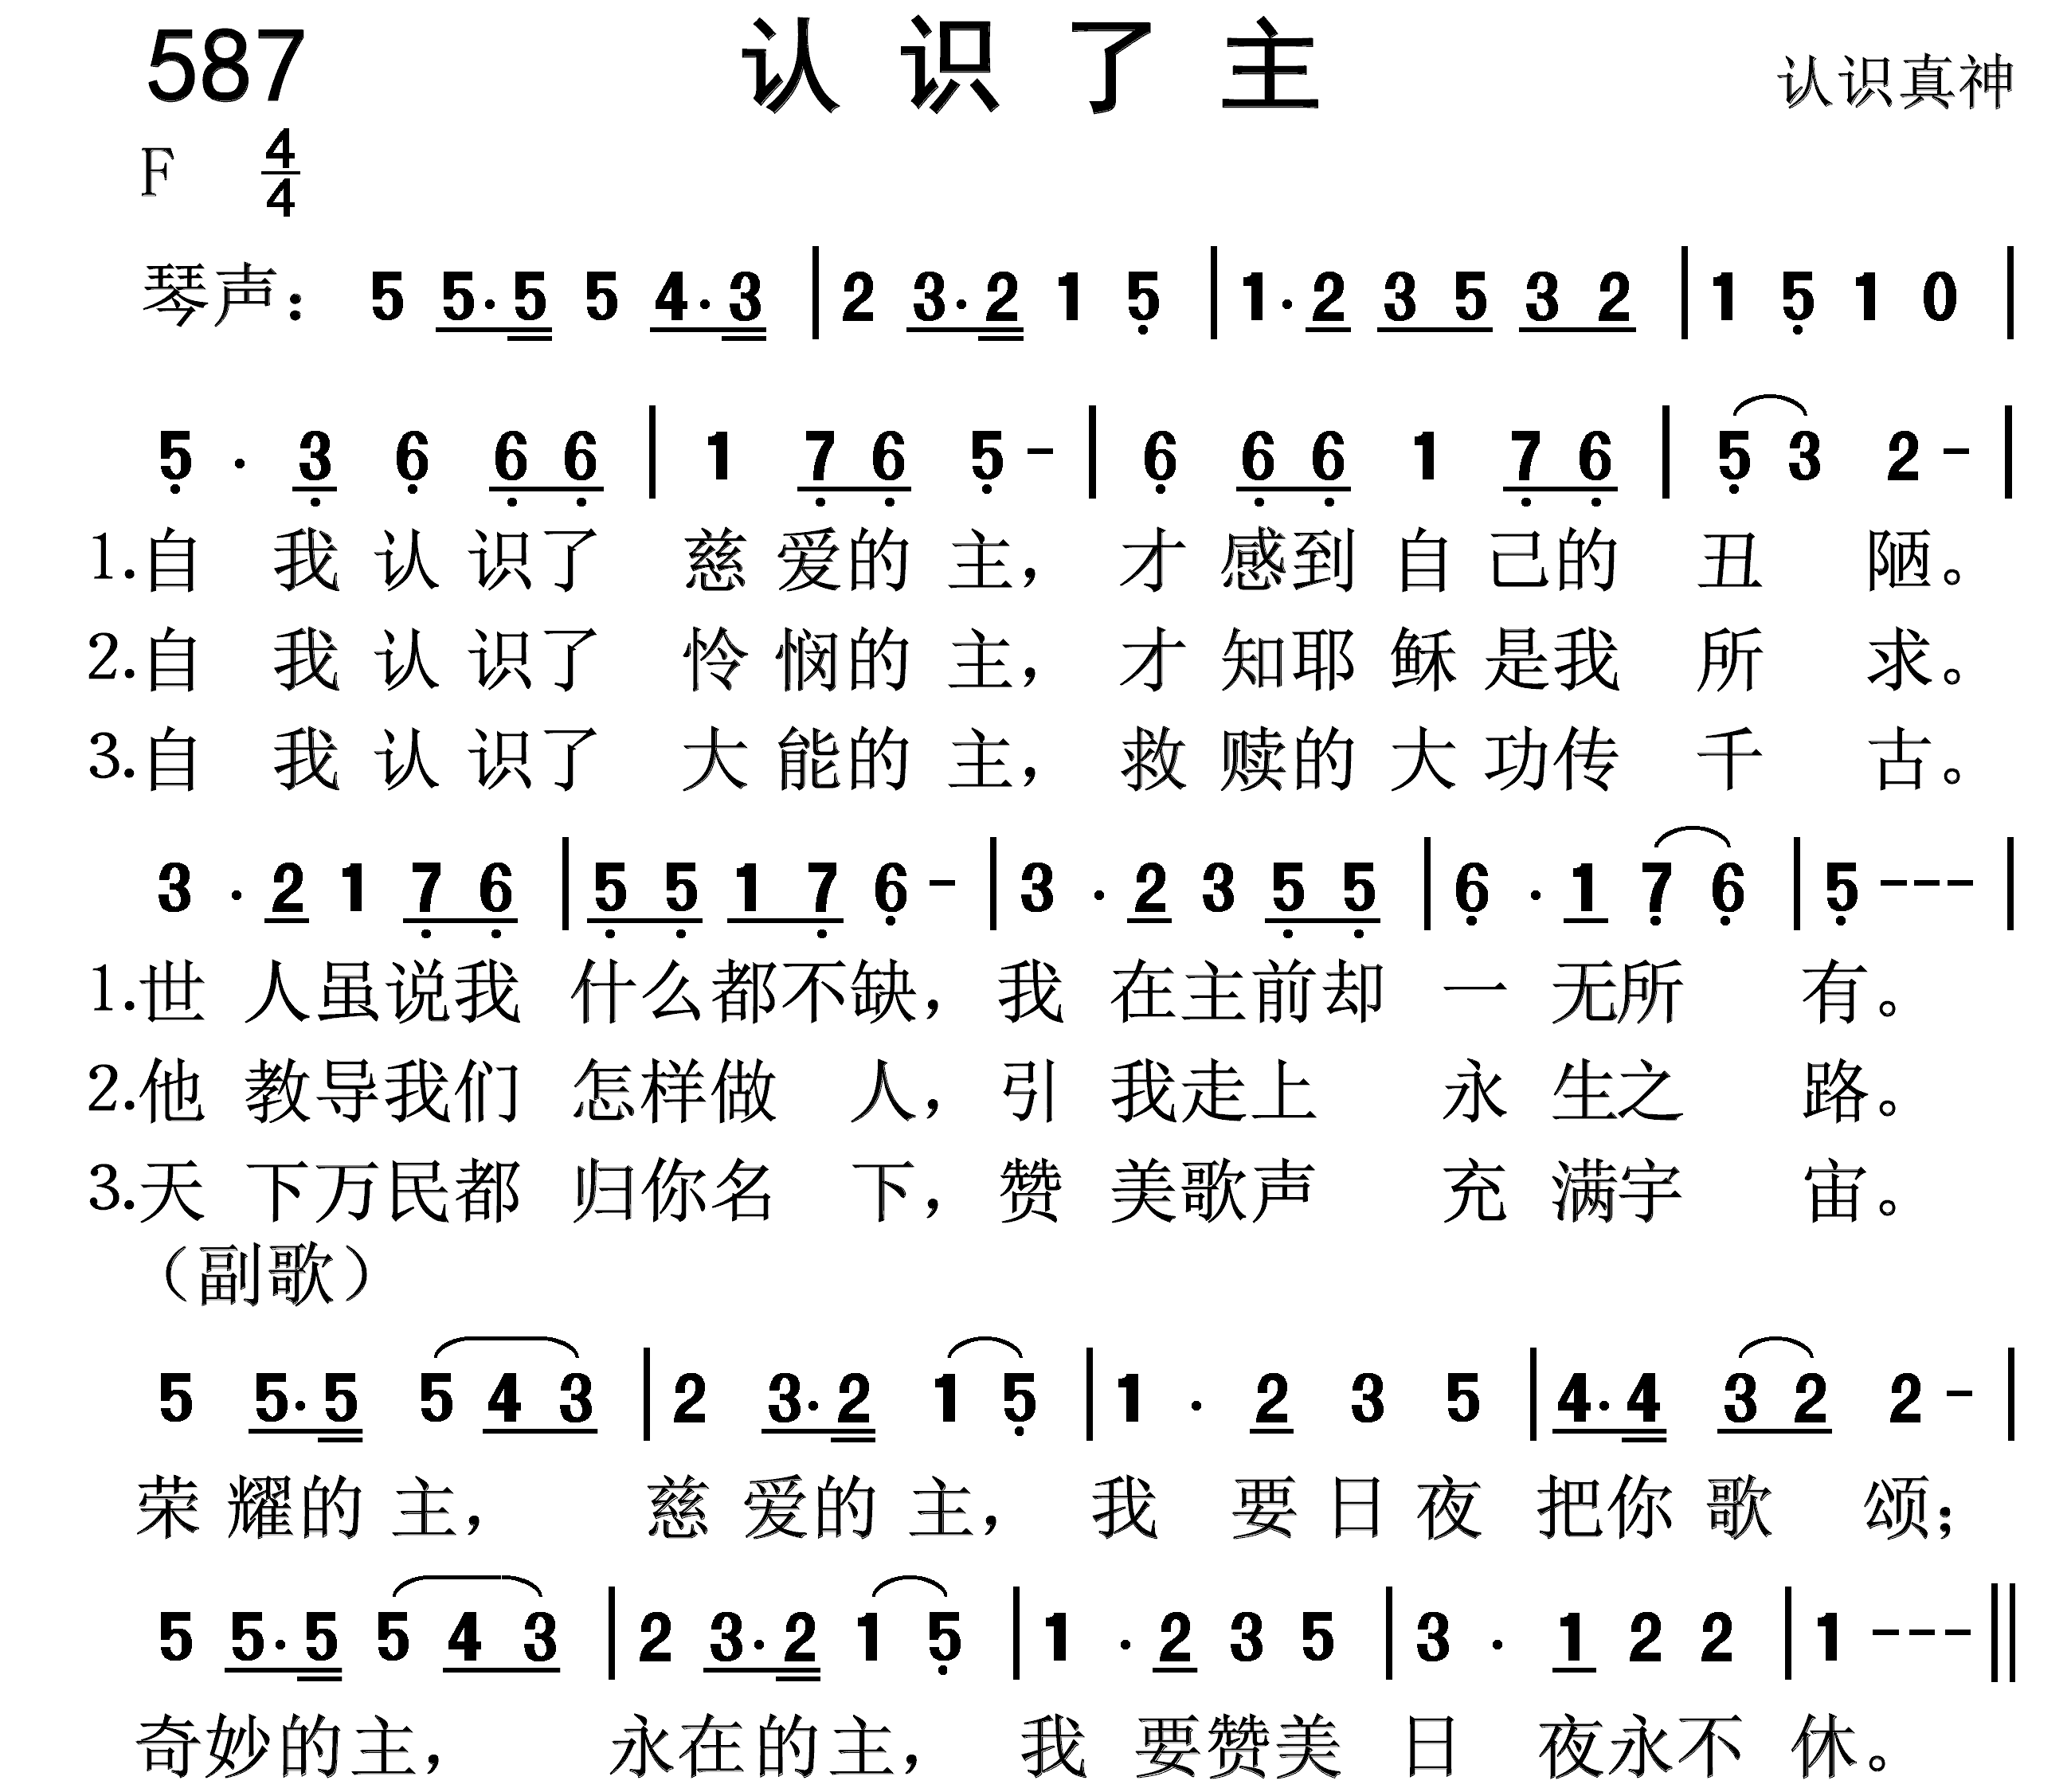 587 认识了主 认识真神
F 4/4
琴声： 5 5·5 5 4·3 | 2 3·2 1 5̣ | 1·2 3 5 3 2 | 1 5̣ 1 0 |
5̣ · 3̣ 6̣ 6̣ 6̣ | 1 7̣ 6̣ 5̣ - | 6̣ 6̣ 6̣ 1 7̣ 6̣ | 5̣ 3 2 - |
1.自我认识了慈爱的主，才感到自己的丑陋。
2.自我认识了怜悯的主，才知耶稣是我所求。
3.自我认识了大能的主，救赎的大功传千古。
3 · 2 1 7̣ 6̣ | 5̣ 5̣ 1 7̣ 6̣ - | 3 · 2 3 5̣ 5̣ | 6̣ · 1 7̣ 6̣ | 5̣ - - - |
1.世人虽说我什么都不缺，我在主前却一无所有。
2.他教导我们怎样做人，引我走上永生之路。
3.天下万民都归你名下，赞美歌声充满宇宙。
（副歌）
5 5·5 5 4 3 | 2 3·2 1 5̣ | 1 · 2 3 5 | 4·4 3 2 2 - |
荣耀的主，慈爱的主，我要日夜把你歌颂；
5 5·5 5 4 3 | 2 3·2 1 5̣ | 1 · 2 3 5 | 3 · 1 2 2 | 1 - - - ||
奇妙的主，永在的主，我要赞美日夜永不休。